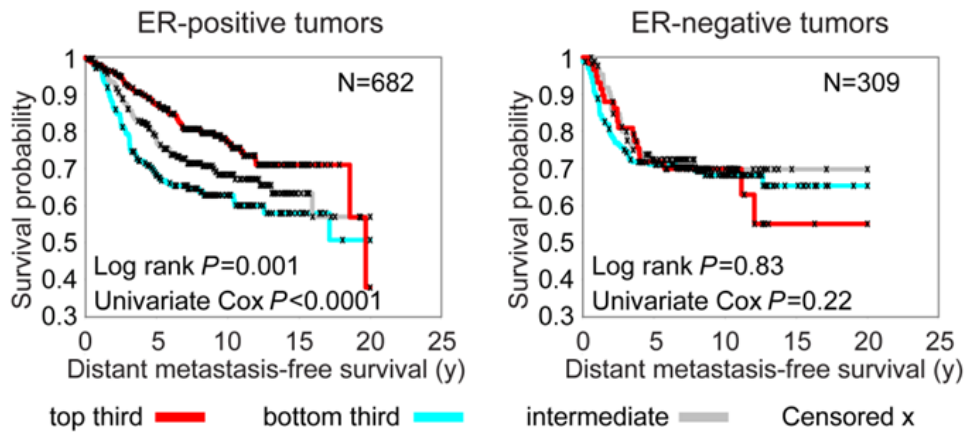 ER-positive tumors
Survival probability
1
0.9
0.8
0.7
0.6
0.5
0.4
0.3
N=682
Log rank P=0.001
Univariate Cox P<0.0001
0 5 10 15 20 25
Distant metastasis-free survival (y)
ER-negative tumors
Survival probability
1
0.9
0.8
0.7
0.6
0.5
0.4
0.3
N=309
Log rank P=0.83
Univariate Cox P=0.22
0 5 10 15 20 25
Distant metastasis-free survival (y)
top third bottom third intermediate Censored x